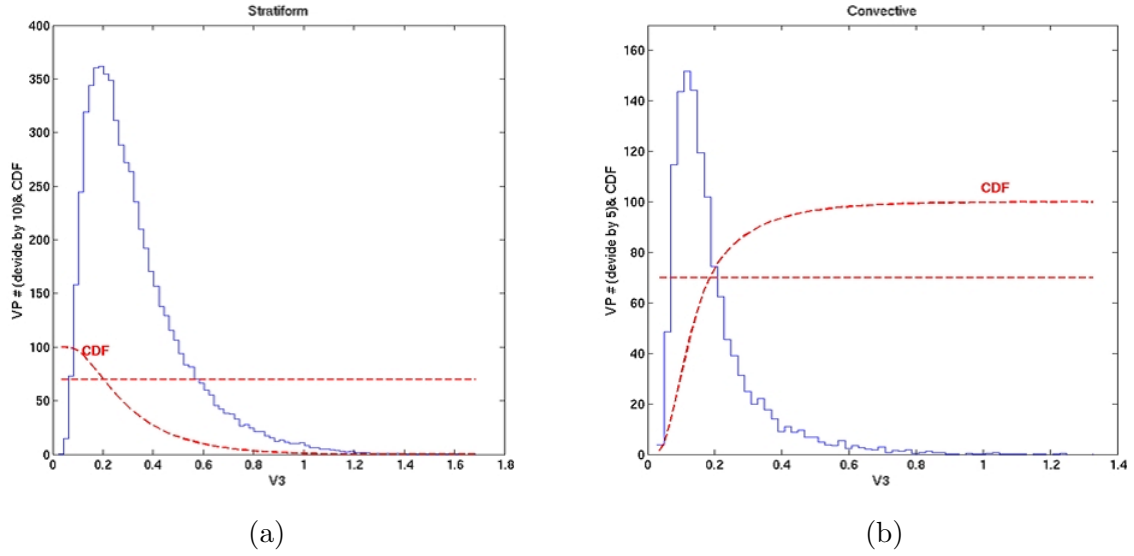 Stratiform
400
350
300
250
200
150
100
50
0
VP # (devide by 10)& CDF
CDF
0 0.2 0.4 0.6 0.8 1 1.2 1.4 1.6 1.8
V3
(a)
Convective
160
140
120
100
80
60
40
20
0
VP # (devide by 5)& CDF
CDF
0 0.2 0.4 0.6 0.8 1 1.2 1.4
V3
(b)